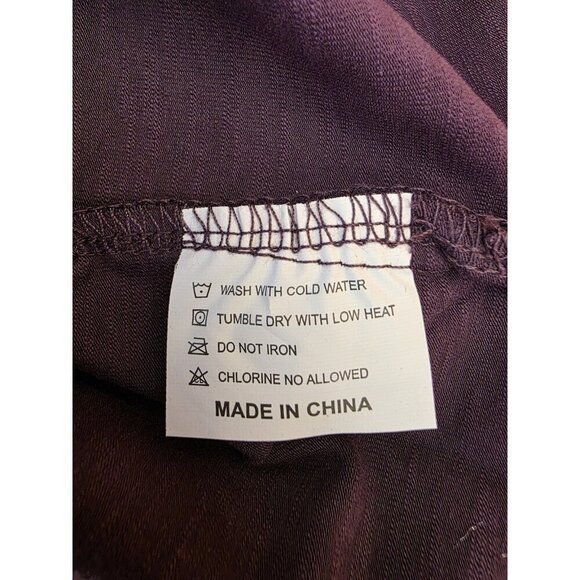 WASH WITH COLD WATER
TUMBLE DRY WITH LOW HEAT
DO NOT IRON
CHLORINE NO ALLOWED
MADE IN CHINA